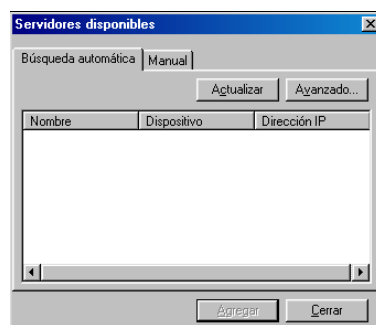 Servidores disponibles
Búsqueda automática Manual
Actualizar Avanzado...
Nombre Dispositivo Dirección IP
Agregar Cerrar